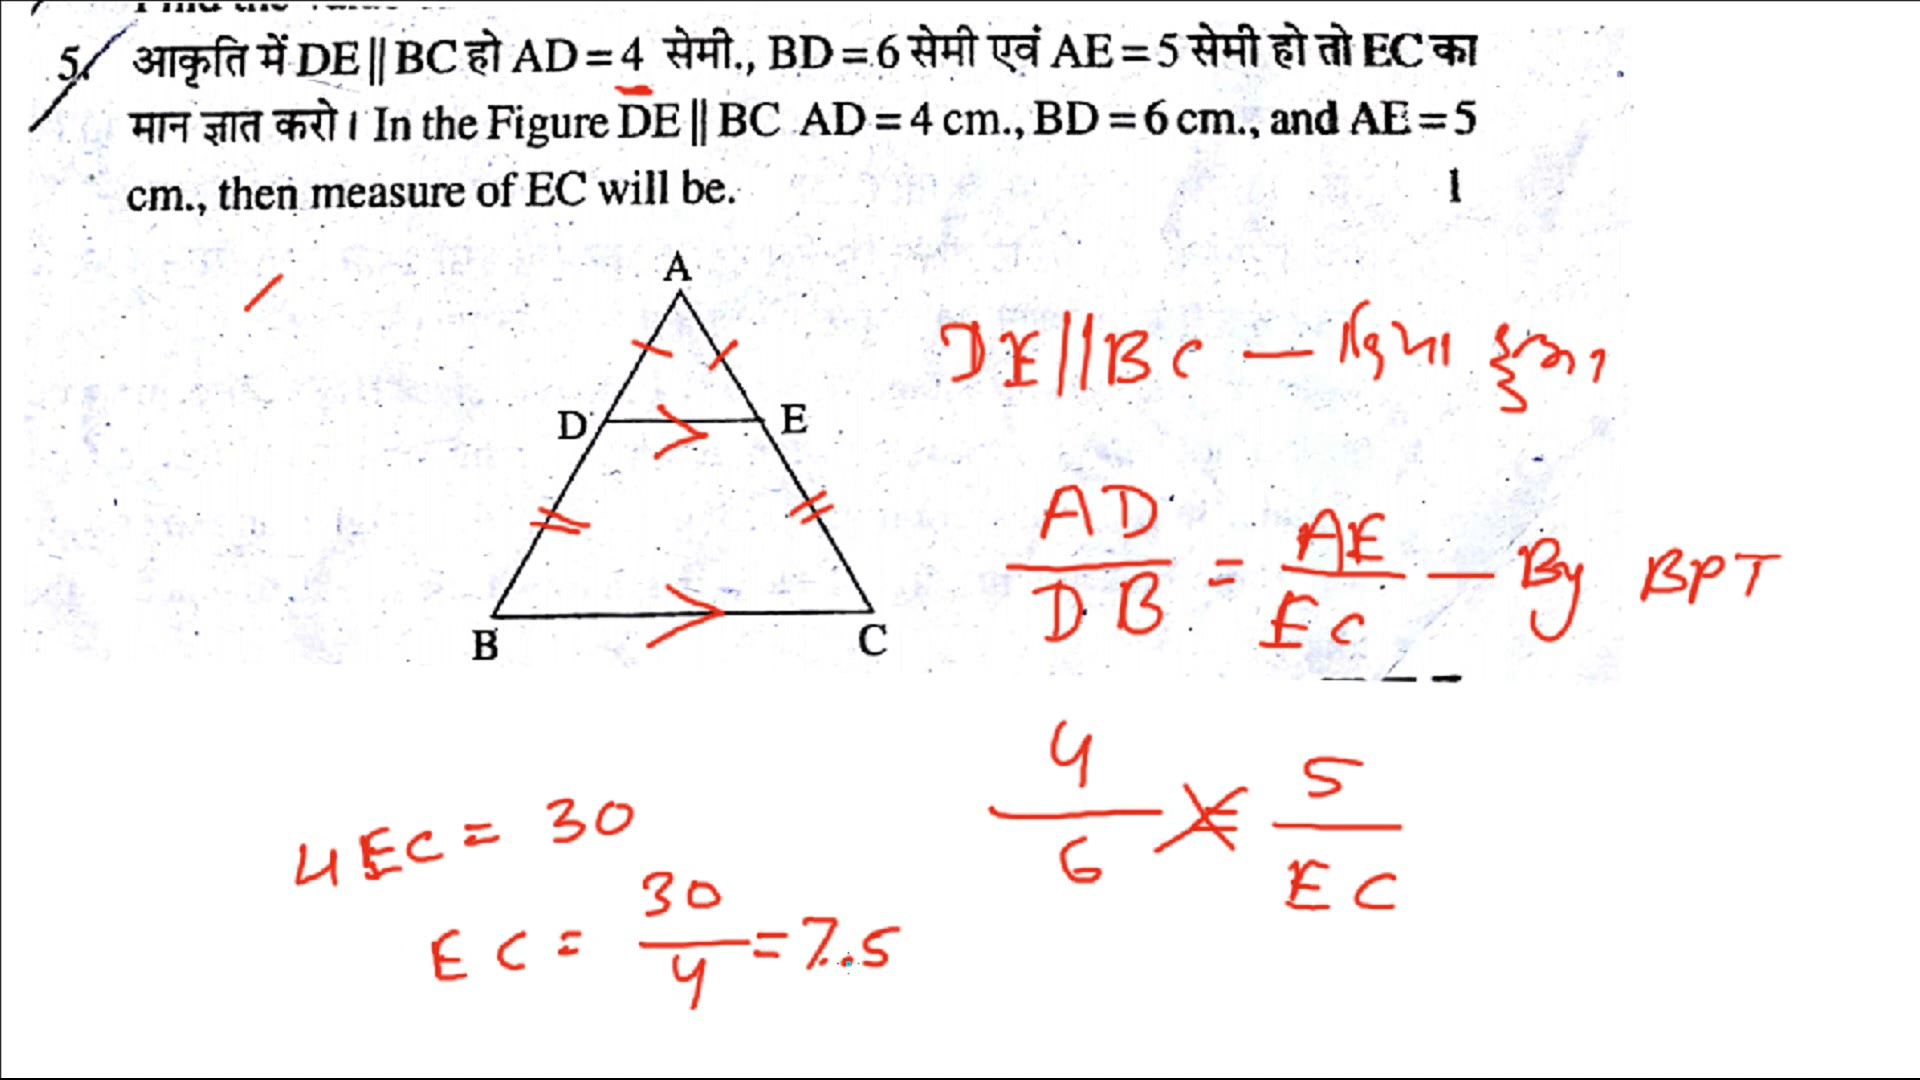 5. आकृति में DE || BC हो AD = 4 सेमी., BD = 6 सेमी एवं AE = 5 सेमी हो तो EC का
मान ज्ञात करो । In the Figure DE || BC AD = 4 cm., BD = 6 cm., and AE = 5
cm., then measure of EC will be. 1
A
D E
B C
DE || BC —
AD/DB = AE/EC — By BPT
4/6 = 5/EC
4EC = 30
EC = 30/4 = 7.5